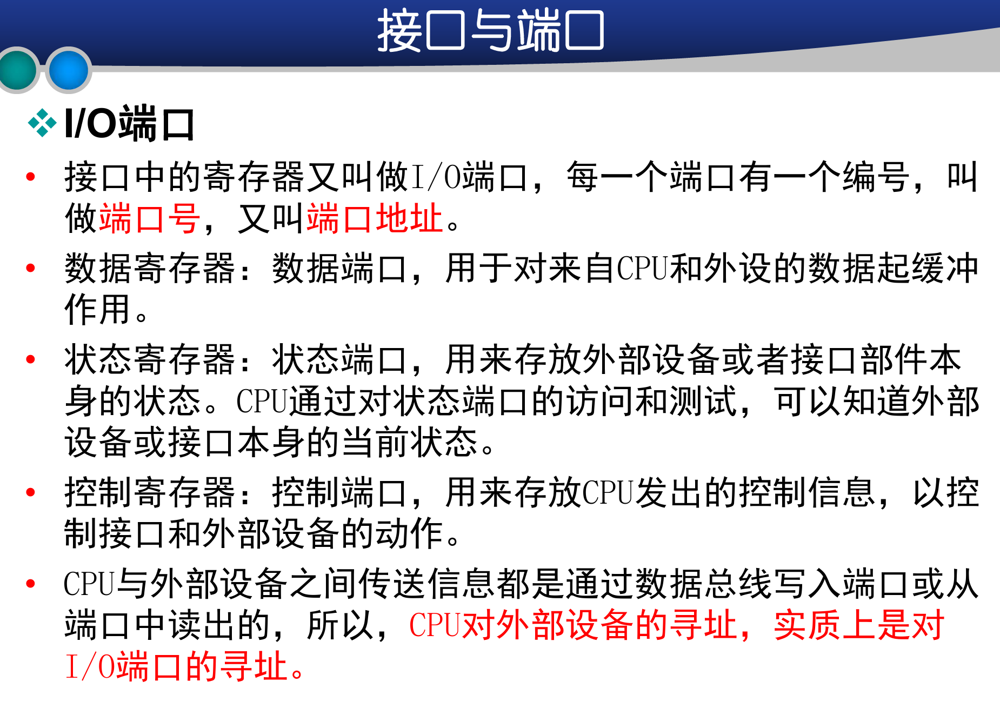 接口与端口
I/O端口
• 接口中的寄存器又叫做I/O端口，每一个端口有一个编号，叫
做端口号，又叫端口地址。
• 数据寄存器：数据端口，用于对来自CPU和外设的数据起缓冲
作用。
• 状态寄存器：状态端口，用来存放外部设备或者接口部件本
身的状态。CPU通过对状态端口的访问和测试，可以知道外部
设备或接口本身的当前状态。
• 控制寄存器：控制端口，用来存放CPU发出的控制信息，以控
制接口和外部设备的动作。
• CPU与外部设备之间传送信息都是通过数据总线写入端口或从
端口中读出的，所以，CPU对外部设备的寻址，实质上是对
I/O端口的寻址。